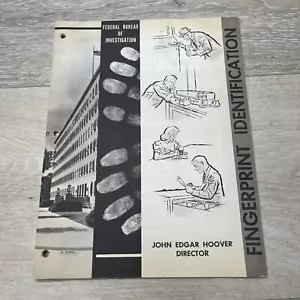 FEDERAL BUREAU
OF
INVESTIGATION
FINGERPRINT IDENTIFICATION
JOHN EDGAR HOOVER
DIRECTOR